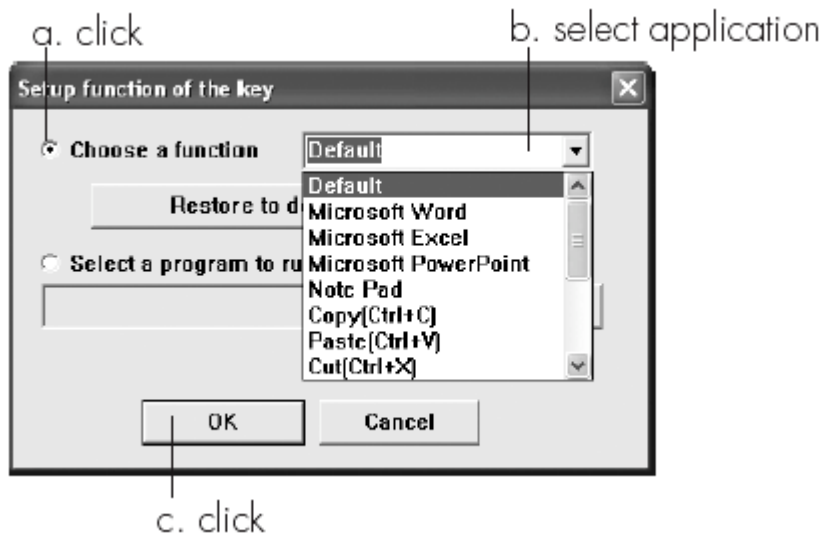 a. click
b. select application
Setup function of the key
Choose a function
Default
Default
Microsoft Word
Microsoft Excel
Microsoft PowerPoint
Note Pad
Copy(Ctrl+C)
Paste(Ctrl+V)
Cut(Ctrl+X)
Restore to d
Select a program to ru
OK
Cancel
c. click